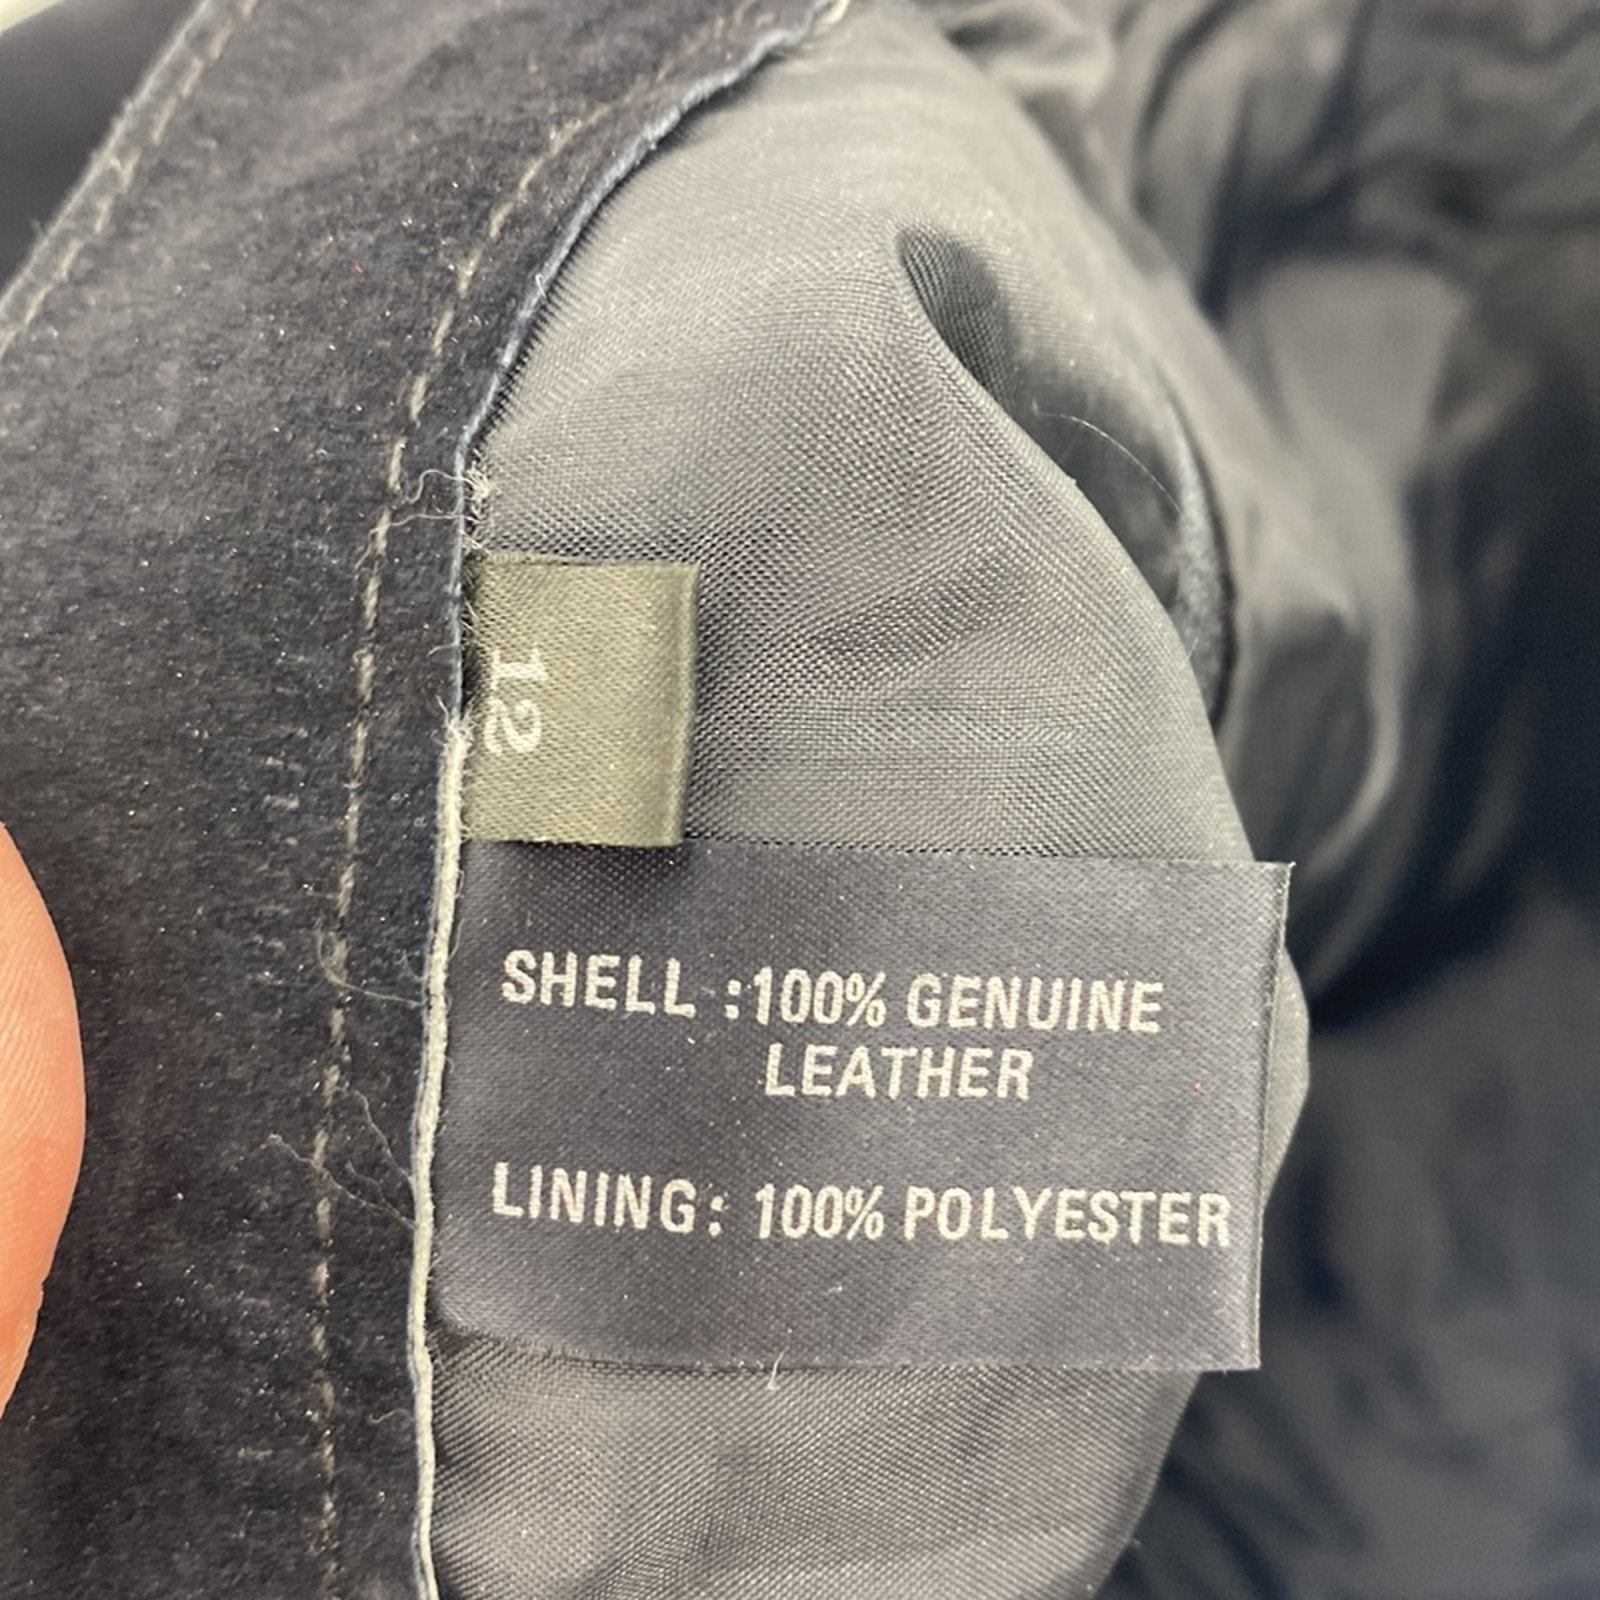 12
SHELL :100% GENUINE
LEATHER
LINING: 100% POLYESTER